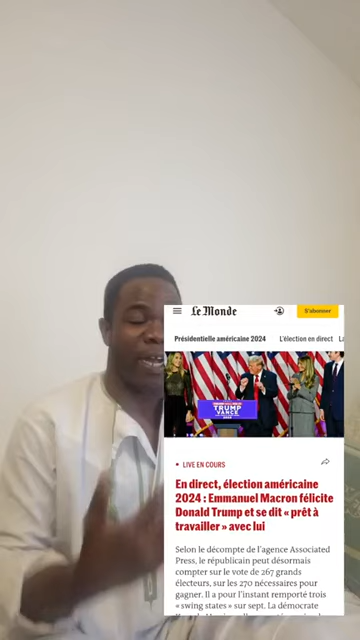 Le Monde
S'abonner
Présidentielle américaine 2024 L'élection en direct
TRUMP
VANCE
LIVE EN COURS
En direct, élection américaine
2024 : Emmanuel Macron félicite
Donald Trump et se dit « prêt à
travailler » avec lui
Selon le décompte de l'agence Associated
Press, le républicain peut désormais
compter sur le vote de 267 grands
électeurs, sur les 270 nécessaires pour
gagner. Il a pour l'instant remporté trois
« swing states » sur sept. La démocrate